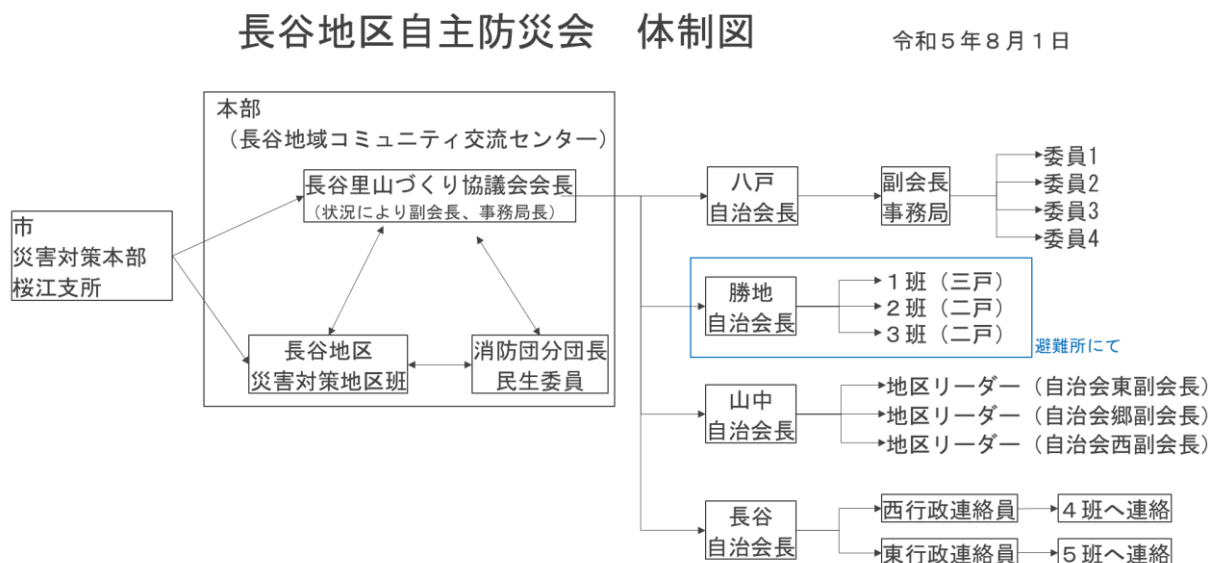 長谷地区自主防災会　体制図
令和５年８月１日
本部
（長谷地域コミュニティ交流センター）
長谷里山づくり協議会会長
（状況により副会長、事務局長）
市
災害対策本部
桜江支所
長谷地区
災害対策地区班
消防団分団長
民生委員
八戸
自治会長
副会長
事務局
委員1
委員2
委員3
委員4
勝地
自治会長
１班（三戸）
２班（二戸）
３班（二戸）
避難所にて
山中
自治会長
地区リーダー（自治会東副会長）
地区リーダー（自治会郷副会長）
地区リーダー（自治会西副会長）
長谷
自治会長
西行政連絡員
４班へ連絡
東行政連絡員
５班へ連絡